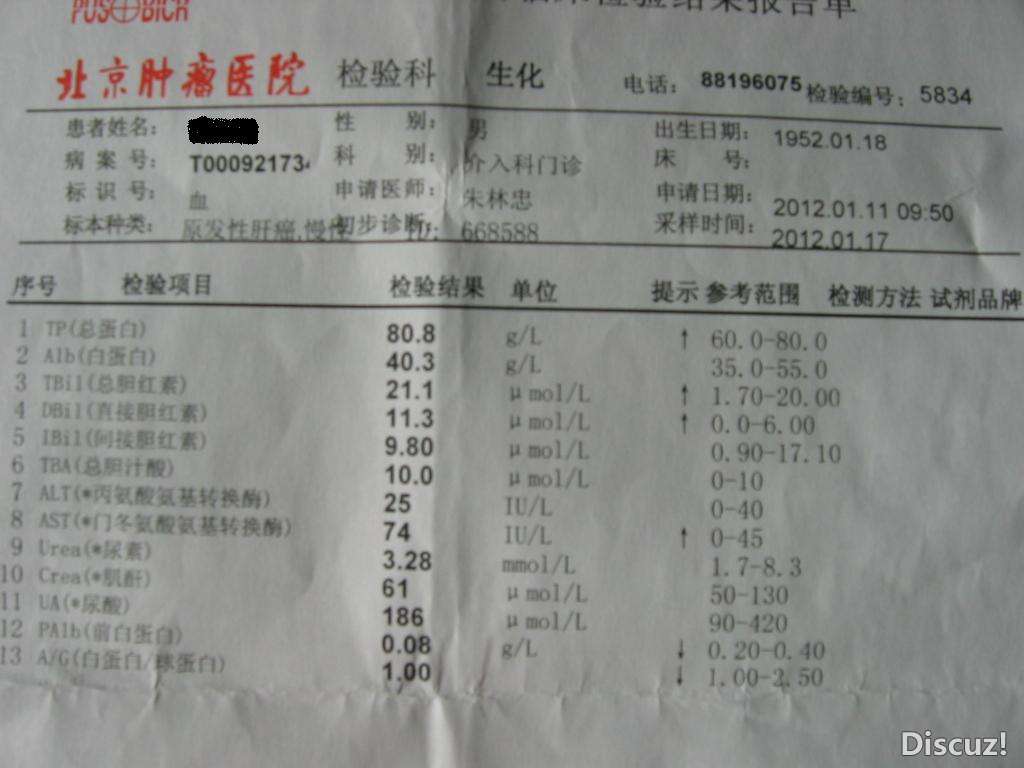 PUS BICH
检验结果报告单
北京肿瘤医院 检验科 生化 电话: 88196075 检验编号: 5834
患者姓名: 性 别: 男 出生日期: 1952.01.18
病 案 号: T000921734 科 别: 介入科门诊 床 号:
标 识 号: 血 申请医师: 朱林忠 申请日期: 2012.01.11 09:50
标本种类: 原发性肝癌,慢性 初步诊断: 668588 采样时间: 2012.01.17
序号 检验项目 检验结果 单位 提示 参考范围 检测方法 试剂品牌
1 TP(总蛋白) 80.8 g/L ↑ 60.0-80.0
2 Alb(白蛋白) 40.3 g/L 35.0-55.0
3 TBil(总胆红素) 21.1 μmol/L ↑ 1.70-20.00
4 DBil(直接胆红素) 11.3 μmol/L ↑ 0.0-6.00
5 IBil(间接胆红素) 9.80 μmol/L 0.90-17.10
6 TBA(总胆汁酸) 10.0 μmol/L 0-10
7 ALT(*丙氨酸氨基转换酶) 25 IU/L 0-40
8 AST(*门冬氨酸氨基转换酶) 74 IU/L ↑ 0-45
9 Urea(*尿素) 3.28 mmol/L 1.7-8.3
10 Crea(*肌酐) 61 μmol/L 50-130
11 UA(*尿酸) 186 μmol/L 90-420
12 PAlb(前白蛋白) 0.08 g/L ↓ 0.20-0.40
13 A/G(白蛋白/球蛋白) 1.00 ↓ 1.00-2.50
Discuz!